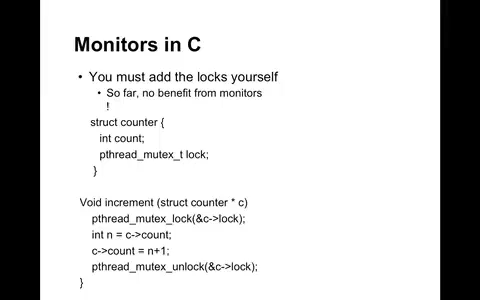 Monitors in C
• You must add the locks yourself
• So far, no benefit from monitors
!
struct counter {
int count;
pthread_mutex_t lock;
}
Void increment (struct counter * c)
pthread_mutex_lock(&c->lock);
int n = c->count;
c->count = n+1;
pthread_mutex_unlock(&c->lock);
}